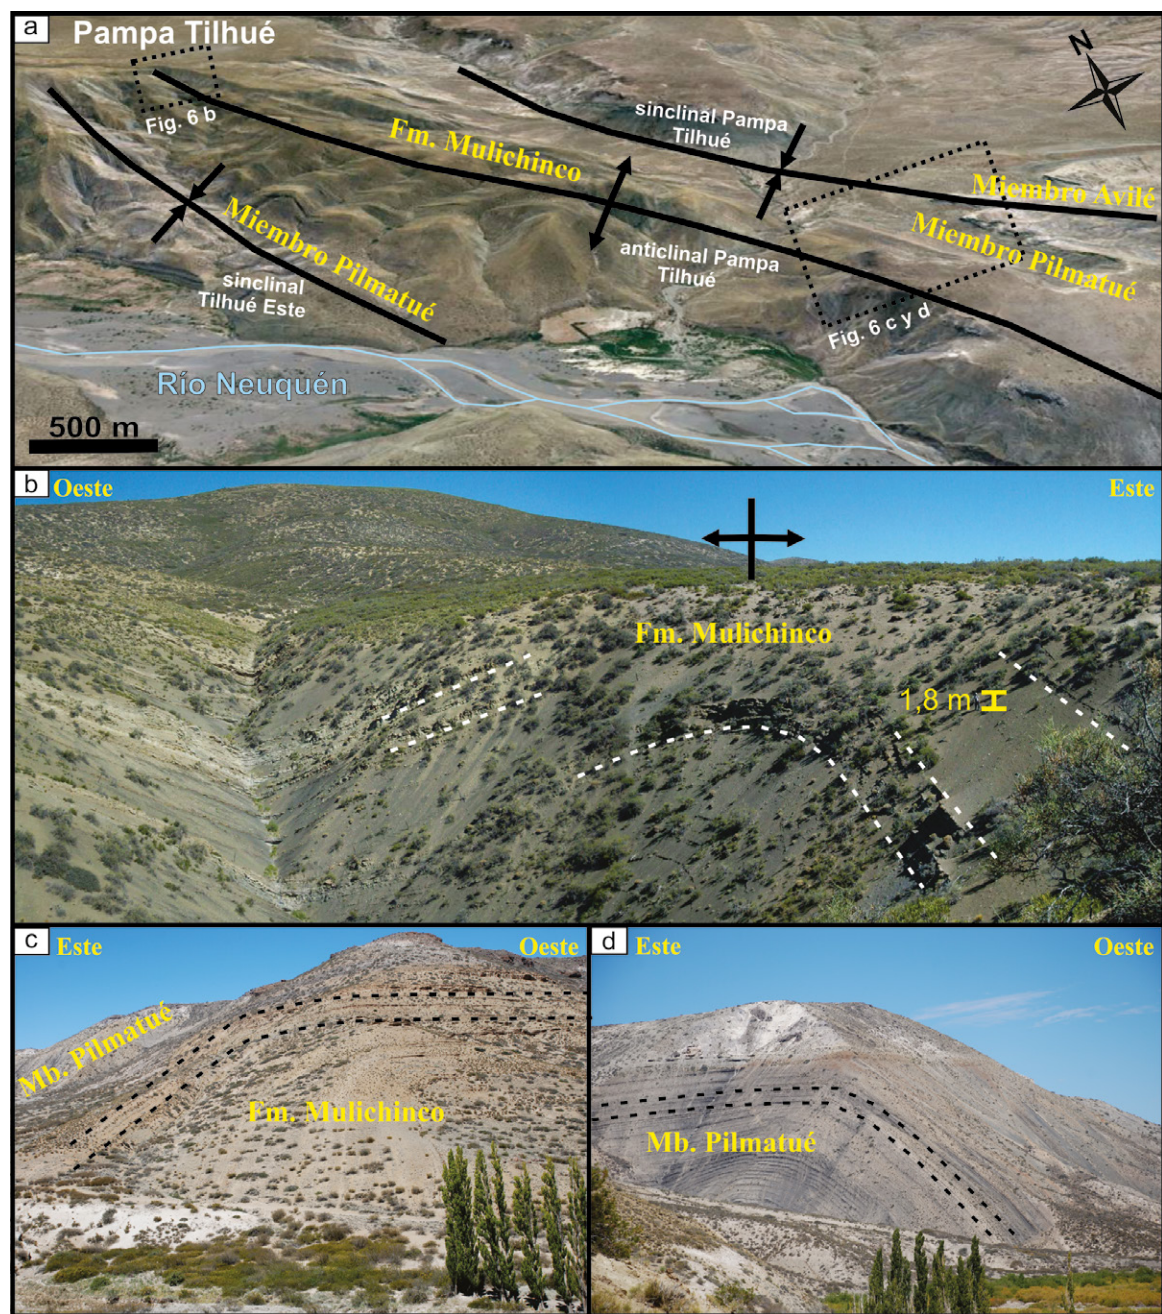 a
Pampa Tilhué
N
Fig. 6 b
sinclinal Pampa
Tilhué
Fm. Mulichinco
Miembro Avilé
Miembro Pilmatué
Miembro Pilmatué
anticlinal Pampa
Tilhué
sinclinal
Tilhué Este
Fig. 6 c y d
Río Neuquén
500 m
b
Oeste
Este
Fm. Mulichinco
1,8 m
c
Este
Oeste
Mb. Pilmatué
Fm. Mulichinco
d
Este
Oeste
Mb. Pilmatué